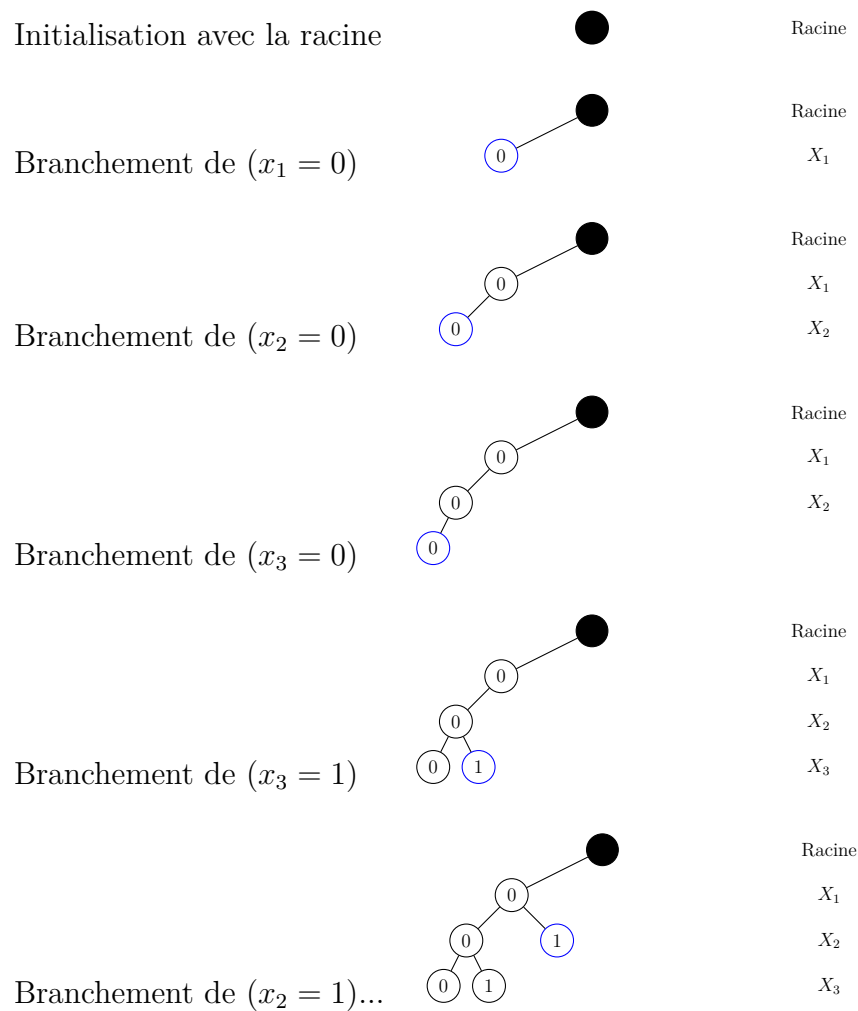 Initialisation avec la racine Racine
Racine
Branchement de (x₁ = 0) 0 X₁
Racine
0 X₁
Branchement de (x₂ = 0) 0 X₂
Racine
0 X₁
0 X₂
Branchement de (x₃ = 0) 0
Racine
0 X₁
0 X₂
Branchement de (x₃ = 1) 0 1 X₃
Racine
0 X₁
0 1 X₂
Branchement de (x₂ = 1)... 0 1 X₃